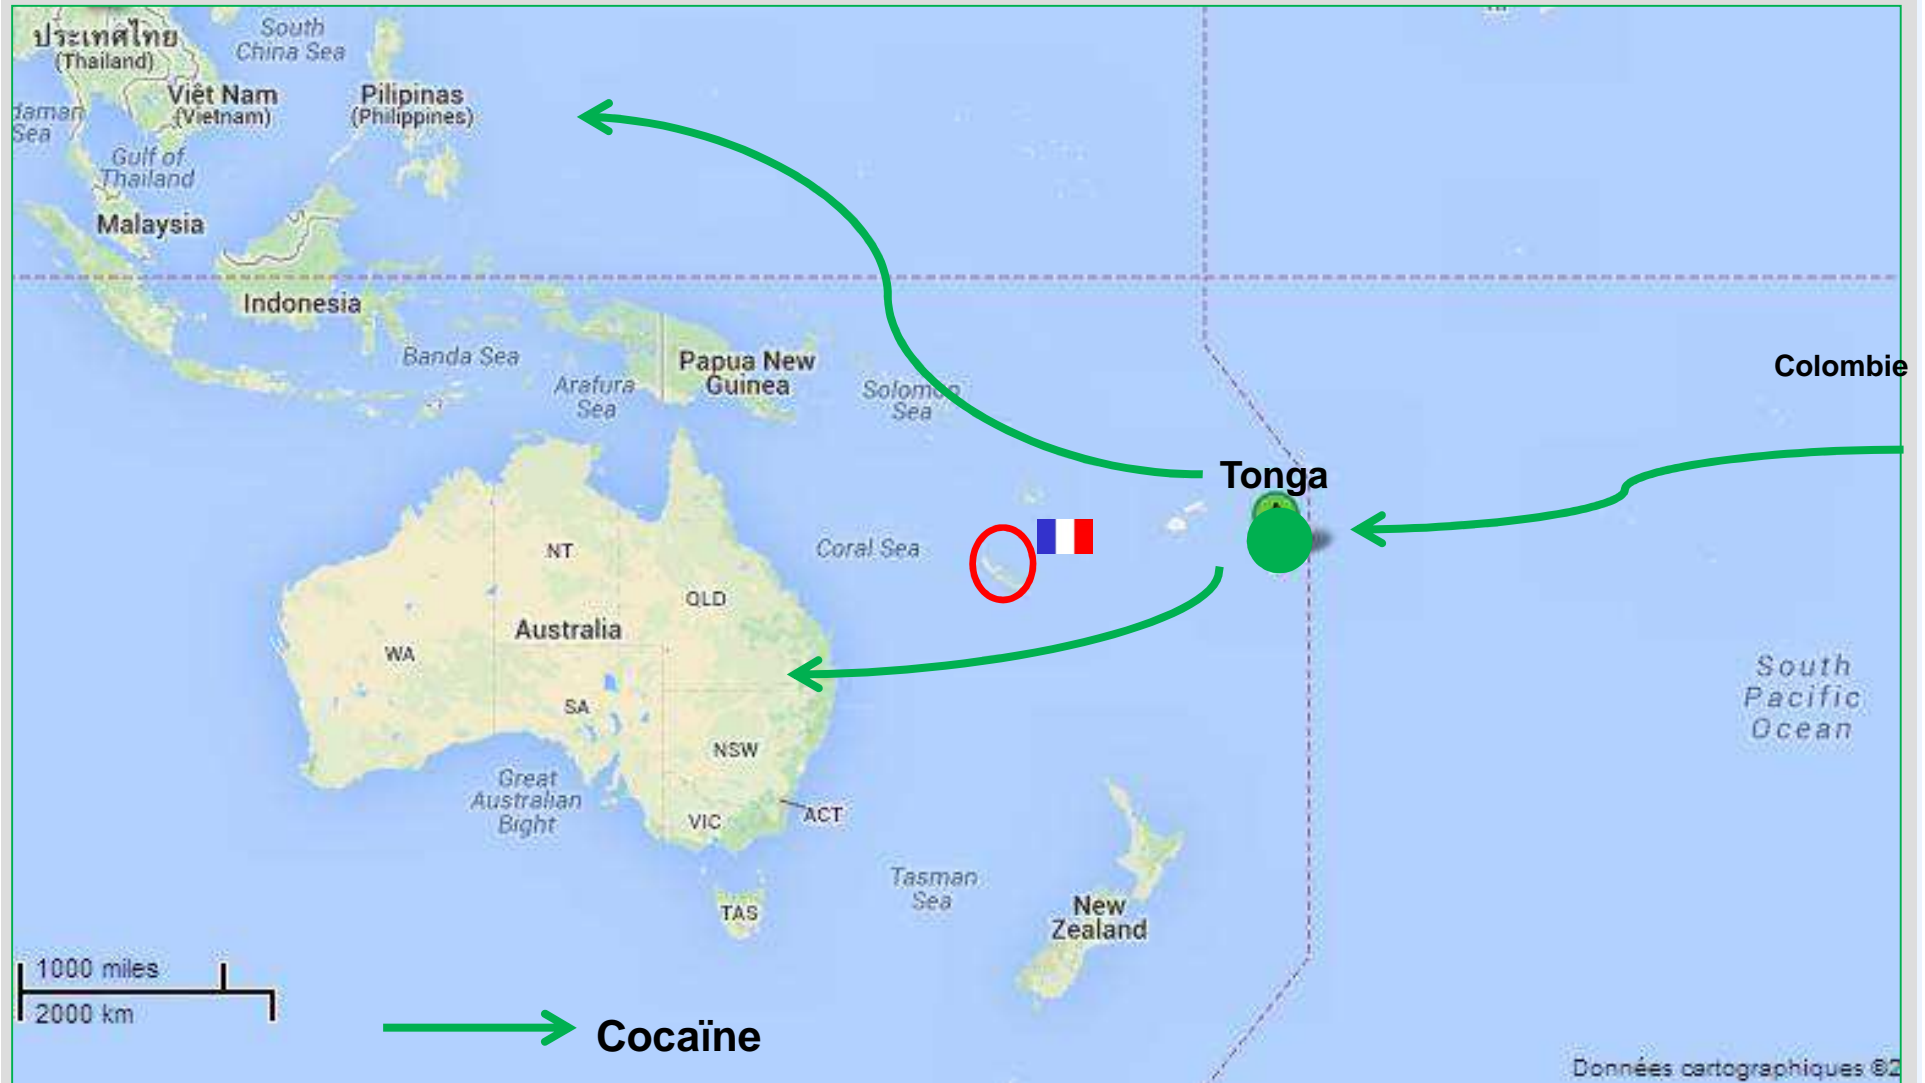 ประเทศไทย
(Thailand)
South
China Sea
Việt Nam
(Vietnam)
Pilipinas
(Philippines)
daman
Sea
Gulf of
Thailand
Malaysia
Indonesia
Banda Sea
Papua New
Guinea
Arafura
Sea
Solomon
Sea
Colombie
Tonga
Coral Sea
NT
QLD
Australia
WA
SA
NSW
South
Pacific
Ocean
Great
Australian
Bight
VIC
ACT
Tasman
Sea
TAS
New
Zealand
1000 miles
2000 km
Cocaïne
Données cartographiques ©2